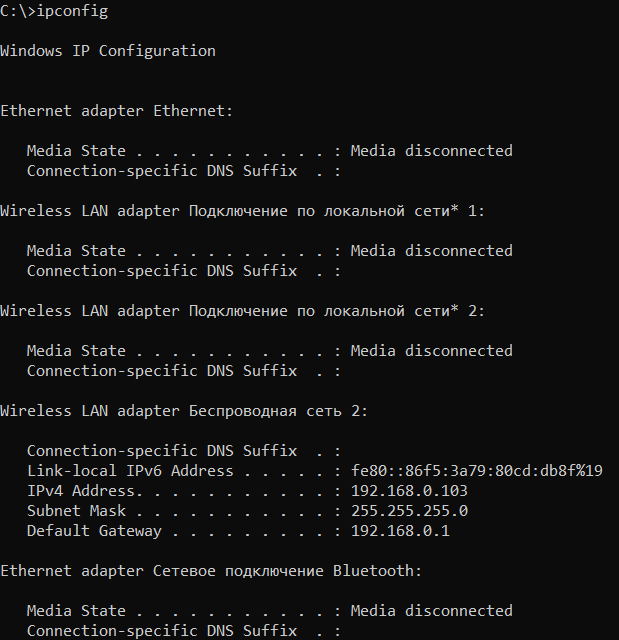 C:\>ipconfig
Windows IP Configuration
Ethernet adapter Ethernet:
Media State . . . . . . . . . . . : Media disconnected
Connection-specific DNS Suffix  . :
Wireless LAN adapter Подключение по локальной сети* 1:
Media State . . . . . . . . . . . : Media disconnected
Connection-specific DNS Suffix  . :
Wireless LAN adapter Подключение по локальной сети* 2:
Media State . . . . . . . . . . . : Media disconnected
Connection-specific DNS Suffix  . :
Wireless LAN adapter Беспроводная сеть 2:
Connection-specific DNS Suffix  . :
Link-local IPv6 Address . . . . . : fe80::86f5:3a79:80cd:db8f%19
IPv4 Address. . . . . . . . . . . : 192.168.0.103
Subnet Mask . . . . . . . . . . . : 255.255.255.0
Default Gateway . . . . . . . . . : 192.168.0.1
Ethernet adapter Сетевое подключение Bluetooth:
Media State . . . . . . . . . . . : Media disconnected
Connection-specific DNS Suffix  . :